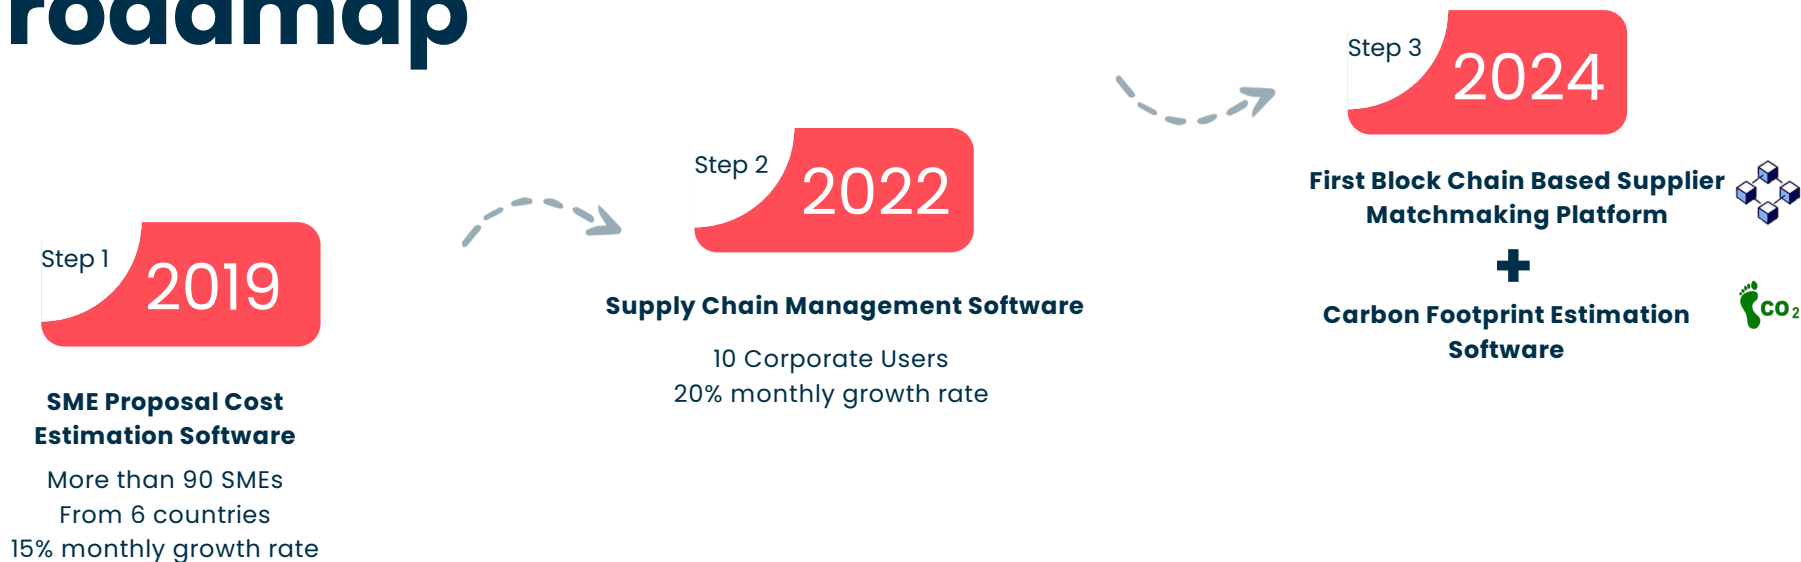 roadmap
Step 1
2019
SME Proposal Cost
Estimation Software
More than 90 SMEs
From 6 countries
15% monthly growth rate
Step 2
2022
Supply Chain Management Software
10 Corporate Users
20% monthly growth rate
Step 3
2024
First Block Chain Based Supplier
Matchmaking Platform
+
Carbon Footprint Estimation
Software
CO2